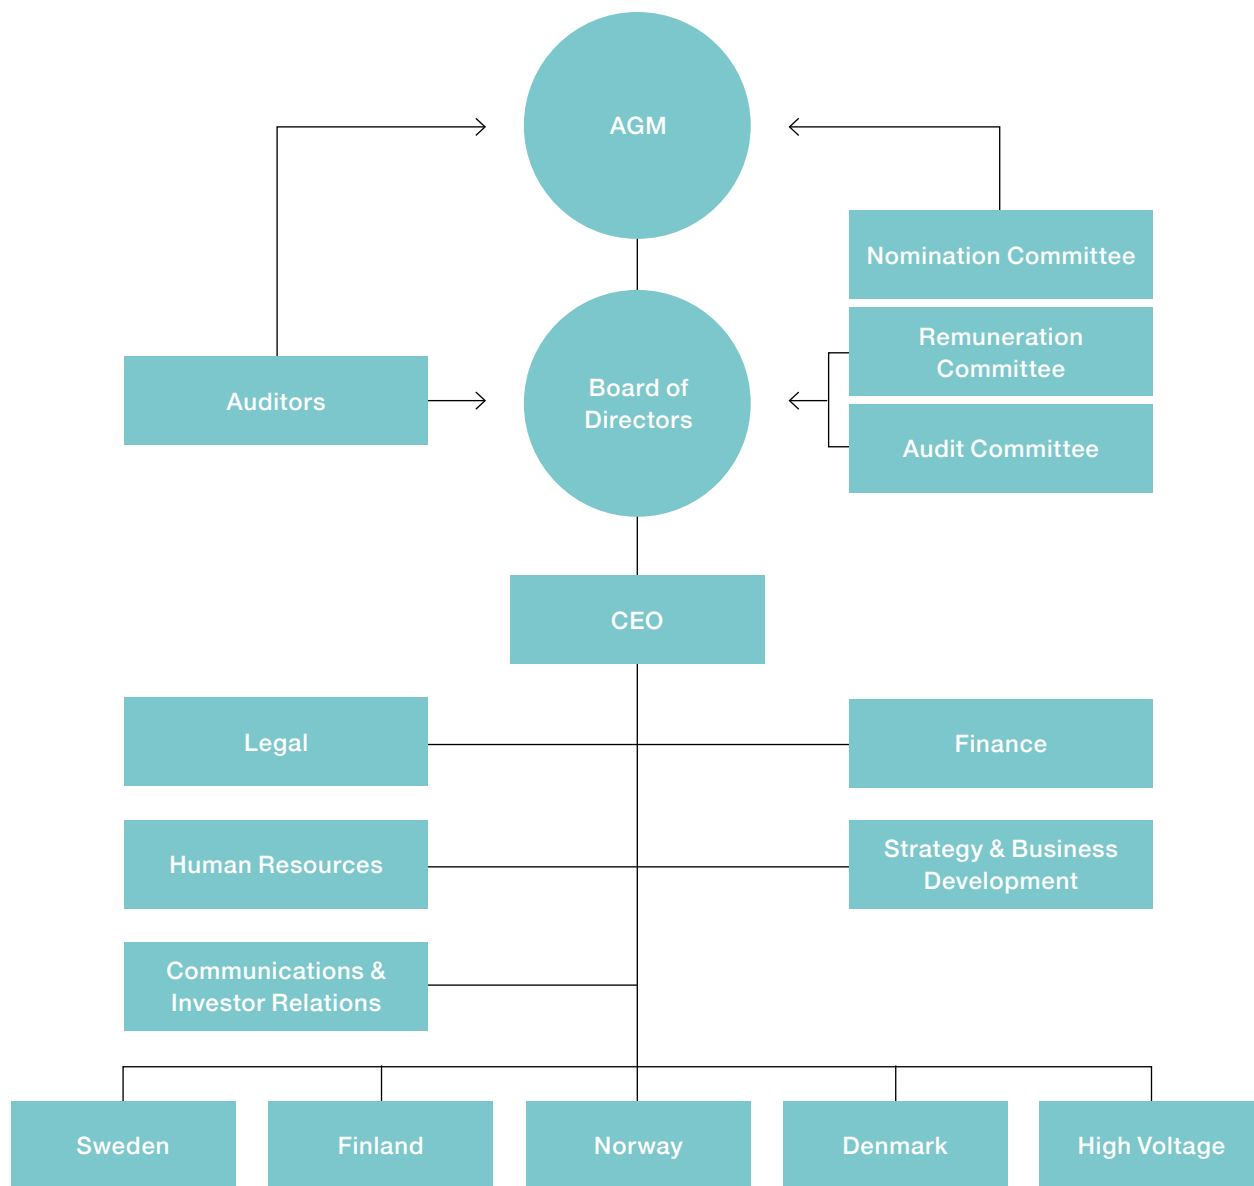 AGM
Nomination Committee
Remuneration
Committee
Auditors
Board of
Directors
Audit Committee
CEO
Legal
Finance
Human Resources
Strategy & Business
Development
Communications &
Investor Relations
Sweden
Finland
Norway
Denmark
High Voltage